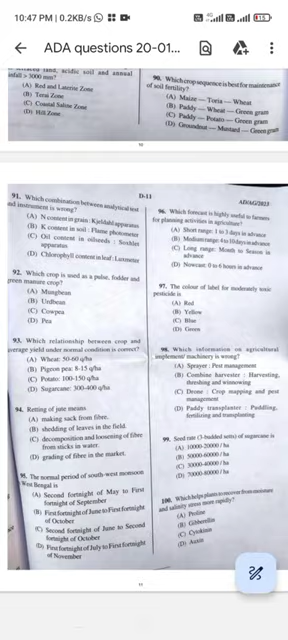 10:47 PM | 0.2KB/s
15
ADA questions 20-01...
textured sand, acidic soil and annual
rainfall > 3000 mm?
(A) Red and Laterite Zone
(B) Terai Zone
(C) Coastal Saline Zone
(D) Hill Zone
90. Which crop sequence is best for maintenance
of soil fertility?
(A) Maize — Toria — Wheat
(B) Paddy — Wheat — Green gram
(C) Paddy — Potato — Green gram
(D) Groundnut — Mustard — Green gram
10
D-11
ADAG/2023
91. Which combination between analytical test
and instrument is wrong?
(A) N content in grain : Kjeldahl apparatus
(B) K content in soil : Flame photometer
(C) Oil content in oilseeds : Soxhlet
apparatus
(D) Chlorophyll content in leaf : Luxmeter
92. Which crop is used as a pulse, fodder and
green manure crop?
(A) Mungbean
(B) Urdbean
(C) Cowpea
(D) Pea
93. Which relationship between crop and
average yield under normal condition is correct?
(A) Wheat: 50-60 q/ha
(B) Pigeon pea: 8-15 q/ha
(C) Potato: 100-150 q/ha
(D) Sugarcane: 300-400 q/ha
94. Retting of jute means
(A) making sack from fibre.
(B) shedding of leaves in the field.
(C) decomposition and loosening of fibre
from sticks in water.
(D) grading of fibre in the market.
95. The normal period of south-west monsoon
West Bengal is
(A) Second fortnight of May to First
fortnight of September
(B) First fortnight of June to First fortnight
of October
(C) Second fortnight of June to Second
fortnight of October
(D) First fortnight of July to First fortnight
of November
96. Which forecast is highly useful to farmers
for planning activities in agriculture?
(A) Short range: 1 to 3 days in advance
(B) Medium range: 4 to 10 days in advance
(C) Long range: Month to Season in
advance
(D) Nowcast: 0 to 6 hours in advance
97. The colour of label for moderately toxic
pesticide is
(A) Red
(B) Yellow
(C) Blue
(D) Green
98. Which information on agricultural
implement/ machinery is wrong?
(A) Sprayer : Pest management
(B) Combine harvester : Harvesting,
threshing and winnowing
(C) Drone : Crop mapping and pest
management
(D) Paddy transplanter : Puddling,
fertilizing and transplanting
99. Seed rate (3-budded setts) of sugarcane is
(A) 10000-20000 / ha
(B) 50000-60000 / ha
(C) 30000-40000 / ha
(D) 70000-80000 / ha
100. Which helps plants to recover from moisture
and salinity stress more rapidly?
(A) Proline
(B) Gibberellin
(C) Cytokinin
(D) Auxin
11